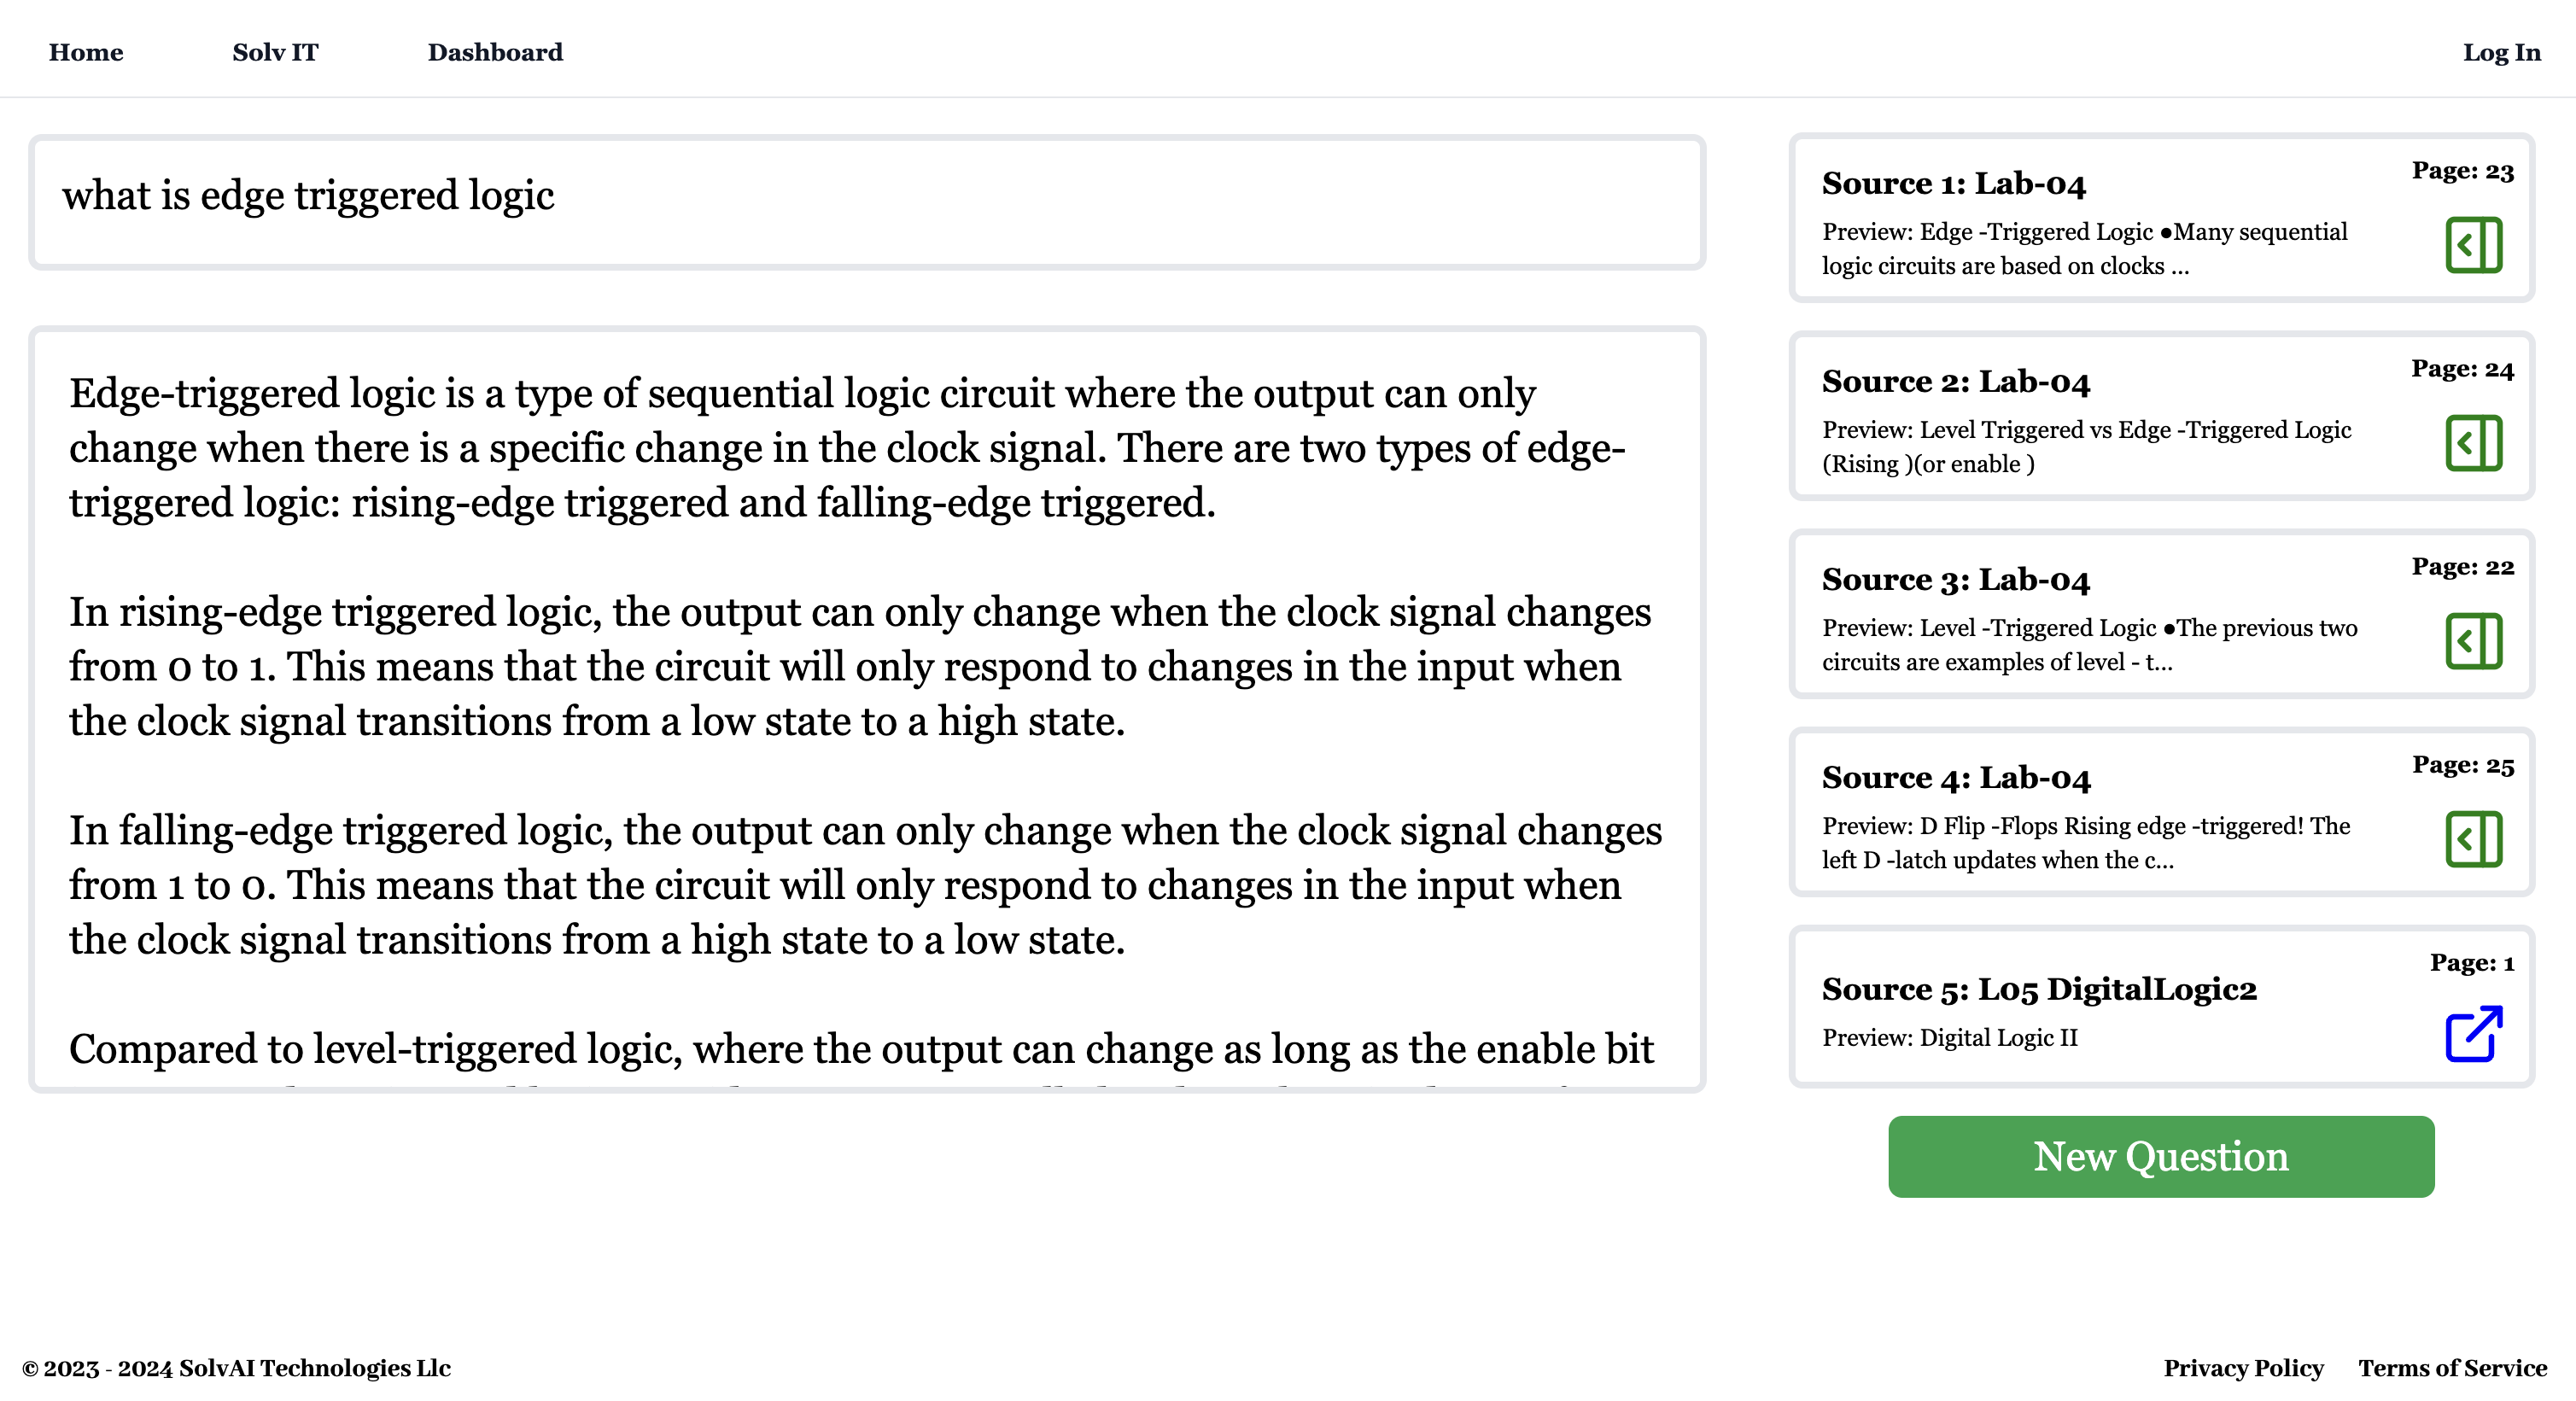 Home Solv IT Dashboard Log In
what is edge triggered logic
Edge-triggered logic is a type of sequential logic circuit where the output can only
change when there is a specific change in the clock signal. There are two types of edge-
triggered logic: rising-edge triggered and falling-edge triggered.
In rising-edge triggered logic, the output can only change when the clock signal changes
from 0 to 1. This means that the circuit will only respond to changes in the input when
the clock signal transitions from a low state to a high state.
In falling-edge triggered logic, the output can only change when the clock signal changes
from 1 to 0. This means that the circuit will only respond to changes in the input when
the clock signal transitions from a high state to a low state.
Compared to level-triggered logic, where the output can change as long as the enable bit
Page: 23
Source 1: Lab-04
Preview: Edge -Triggered Logic ●Many sequential
logic circuits are based on clocks ...
Page: 24
Source 2: Lab-04
Preview: Level Triggered vs Edge -Triggered Logic
(Rising )(or enable )
Page: 22
Source 3: Lab-04
Preview: Level -Triggered Logic ●The previous two
circuits are examples of level - t...
Page: 25
Source 4: Lab-04
Preview: D Flip -Flops Rising edge -triggered! The
left D -latch updates when the c...
Page: 1
Source 5: L05 DigitalLogic2
Preview: Digital Logic II
New Question
© 2023 - 2024 SolvAI Technologies Llc Privacy Policy Terms of Service